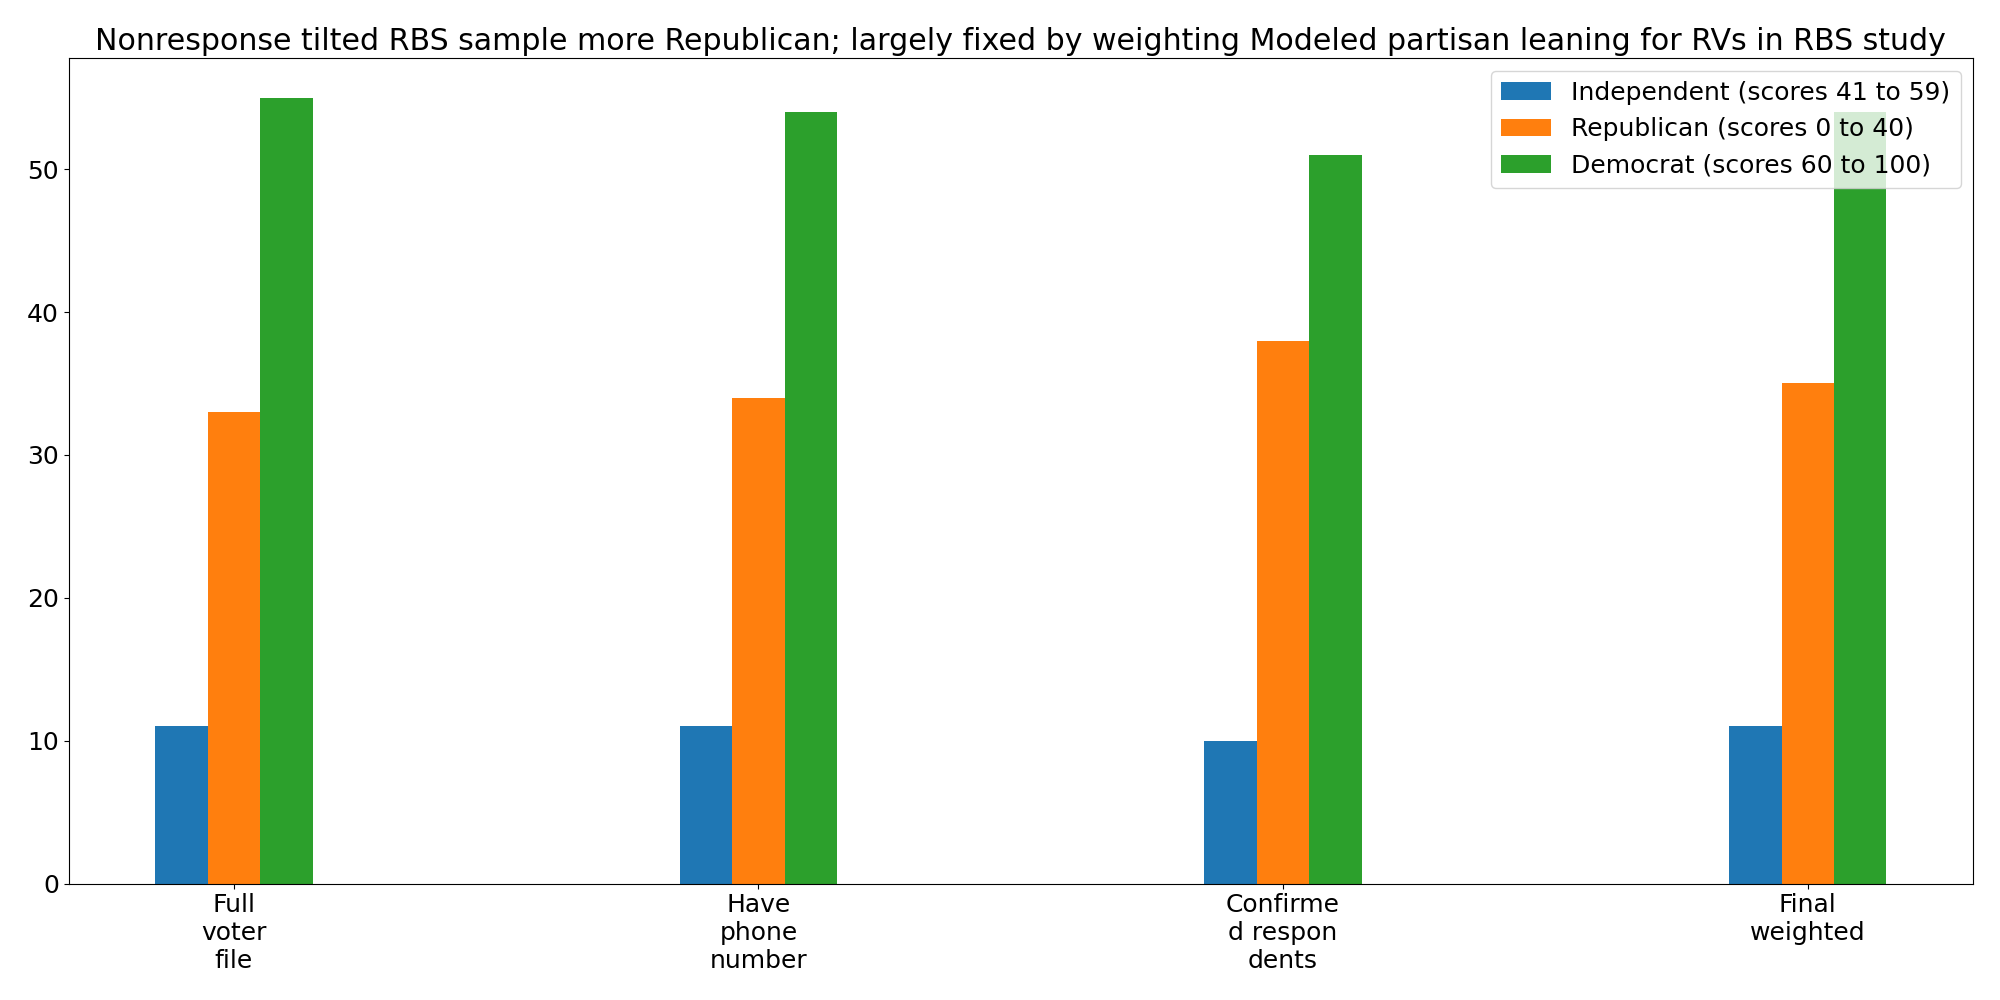 Nonresponse tilted RBS sample more Republican; largely fixed by weighting Modeled partisan leaning for RVs in RBS study
Independent (scores 41 to 59)
Republican (scores 0 to 40)
Democrat (scores 60 to 100)
50
40
30
20
10
0
Full
voter
file
Have
phone
number
Confirme
d respon
dents
Final
weighted